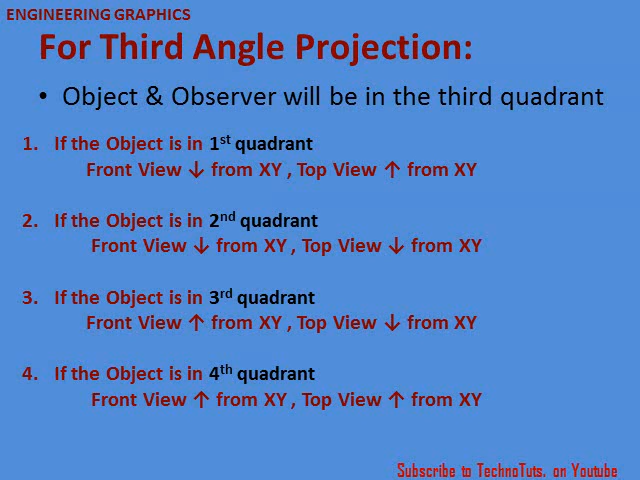 ENGINEERING GRAPHICS
For Third Angle Projection:
• Object & Observer will be in the third quadrant
1. If the Object is in 1st quadrant
Front View ↓ from XY , Top View ↑ from XY
2. If the Object is in 2nd quadrant
Front View ↓ from XY , Top View ↓ from XY
3. If the Object is in 3rd quadrant
Front View ↑ from XY , Top View ↓ from XY
4. If the Object is in 4th quadrant
Front View ↑ from XY , Top View ↑ from XY
Subscribe to TechnoTuts. on Youtube